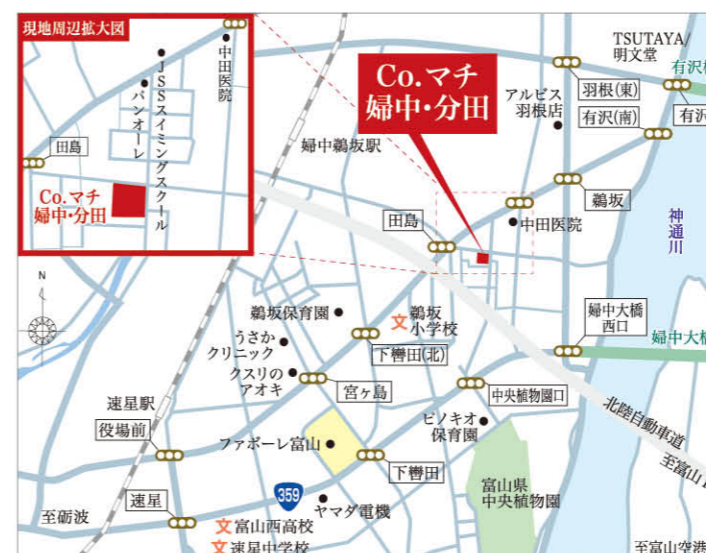 現地周辺拡大図
中田医院
JSSスイミングスクール
パンオーレ
田島
Co.マチ
婦中・分田
Co.マチ
婦中・分田
TSUTAYA/
明文堂
有沢
羽根(東)
有沢
アルビス
羽根店
有沢(南)
婦中鵜坂駅
鵜坂
田島
中田医院
神通川
N
鵜坂保育園
文 鵜坂
小学校
婦中大橋
西口
婦中大橋
うさか
クリニック
下轡田(北)
クスリの
アオキ
宮ヶ島
中央植物園口
速星駅
北陸自動車道
ピノキオ
保育園
役場前
ファボーレ富山
下轡田
至富山
富山県
中央植物園
359
速星
ヤマダ電機
至砺波
文 富山西高校
文 速星中学校
至富山空港